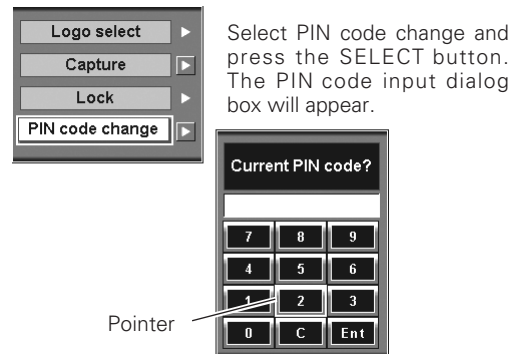 Logo select
Capture
Lock
PIN code change
Select PIN code change and
press the SELECT button.
The PIN code input dialog
box will appear.
Current PIN code?
7 8 9
4 5 6
1 2 3
0 C Ent
Pointer